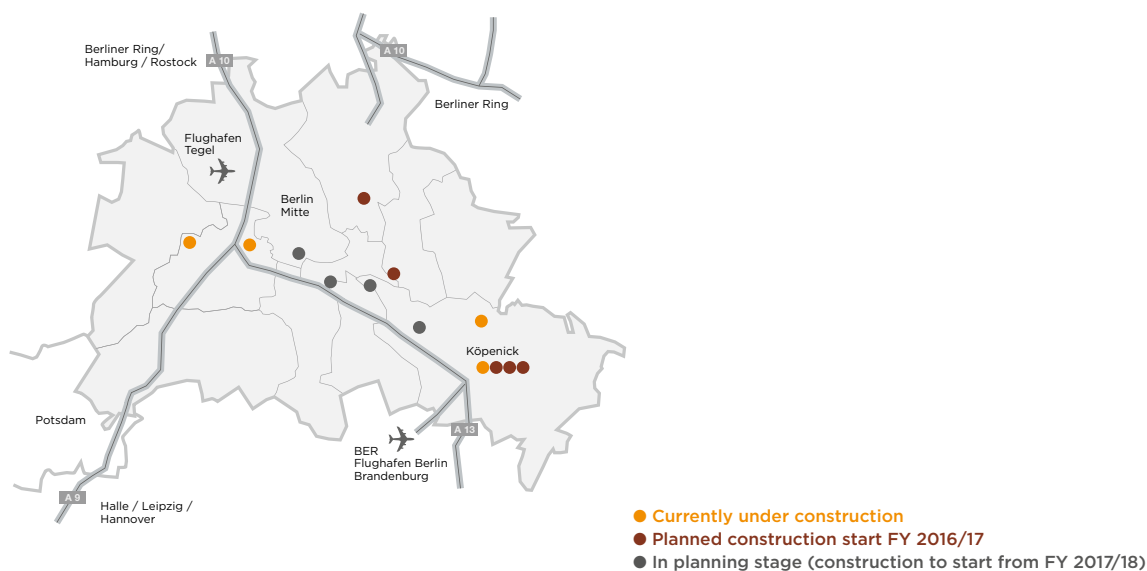 Berliner Ring/
Hamburg / Rostock
A 10
A 10
Berliner Ring
Flughafen
Tegel
Berlin
Mitte
Köpenick
Potsdam
A 13
BER
Flughafen Berlin
Brandenburg
A 9
Halle / Leipzig /
Hannover
Currently under construction
Planned construction start FY 2016/17
In planning stage (construction to start from FY 2017/18)